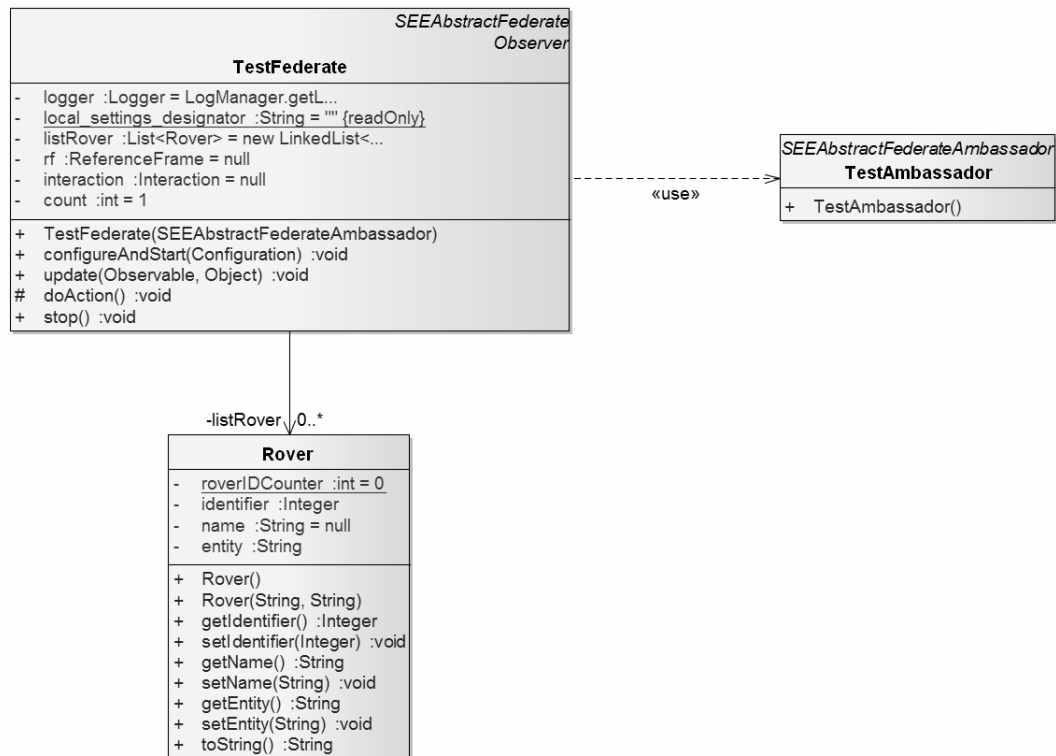 SEEAbstractFederate
Observer
TestFederate
- logger :Logger = LogManager.getL...
- local_settings_designator :String = "" {readOnly}
- listRover :List<Rover> = new LinkedList<...
- rf :ReferenceFrame = null
- interaction :Interaction = null
- count :int = 1
+ TestFederate(SEEAbstractFederateAmbassador)
+ configureAndStart(Configuration) :void
+ update(Observable, Object) :void
# doAction() :void
+ stop() :void
«use»
SEEAbstractFederateAmbassador
TestAmbassador
+ TestAmbassador()
-listRover 0..*
Rover
- roverIDCounter :int = 0
- identifier :Integer
- name :String = null
- entity :String
+ Rover()
+ Rover(String, String)
+ getIdentifier() :Integer
+ setIdentifier(Integer) :void
+ getName() :String
+ setName(String) :void
+ getEntity() :String
+ setEntity(String) :void
+ toString() :String